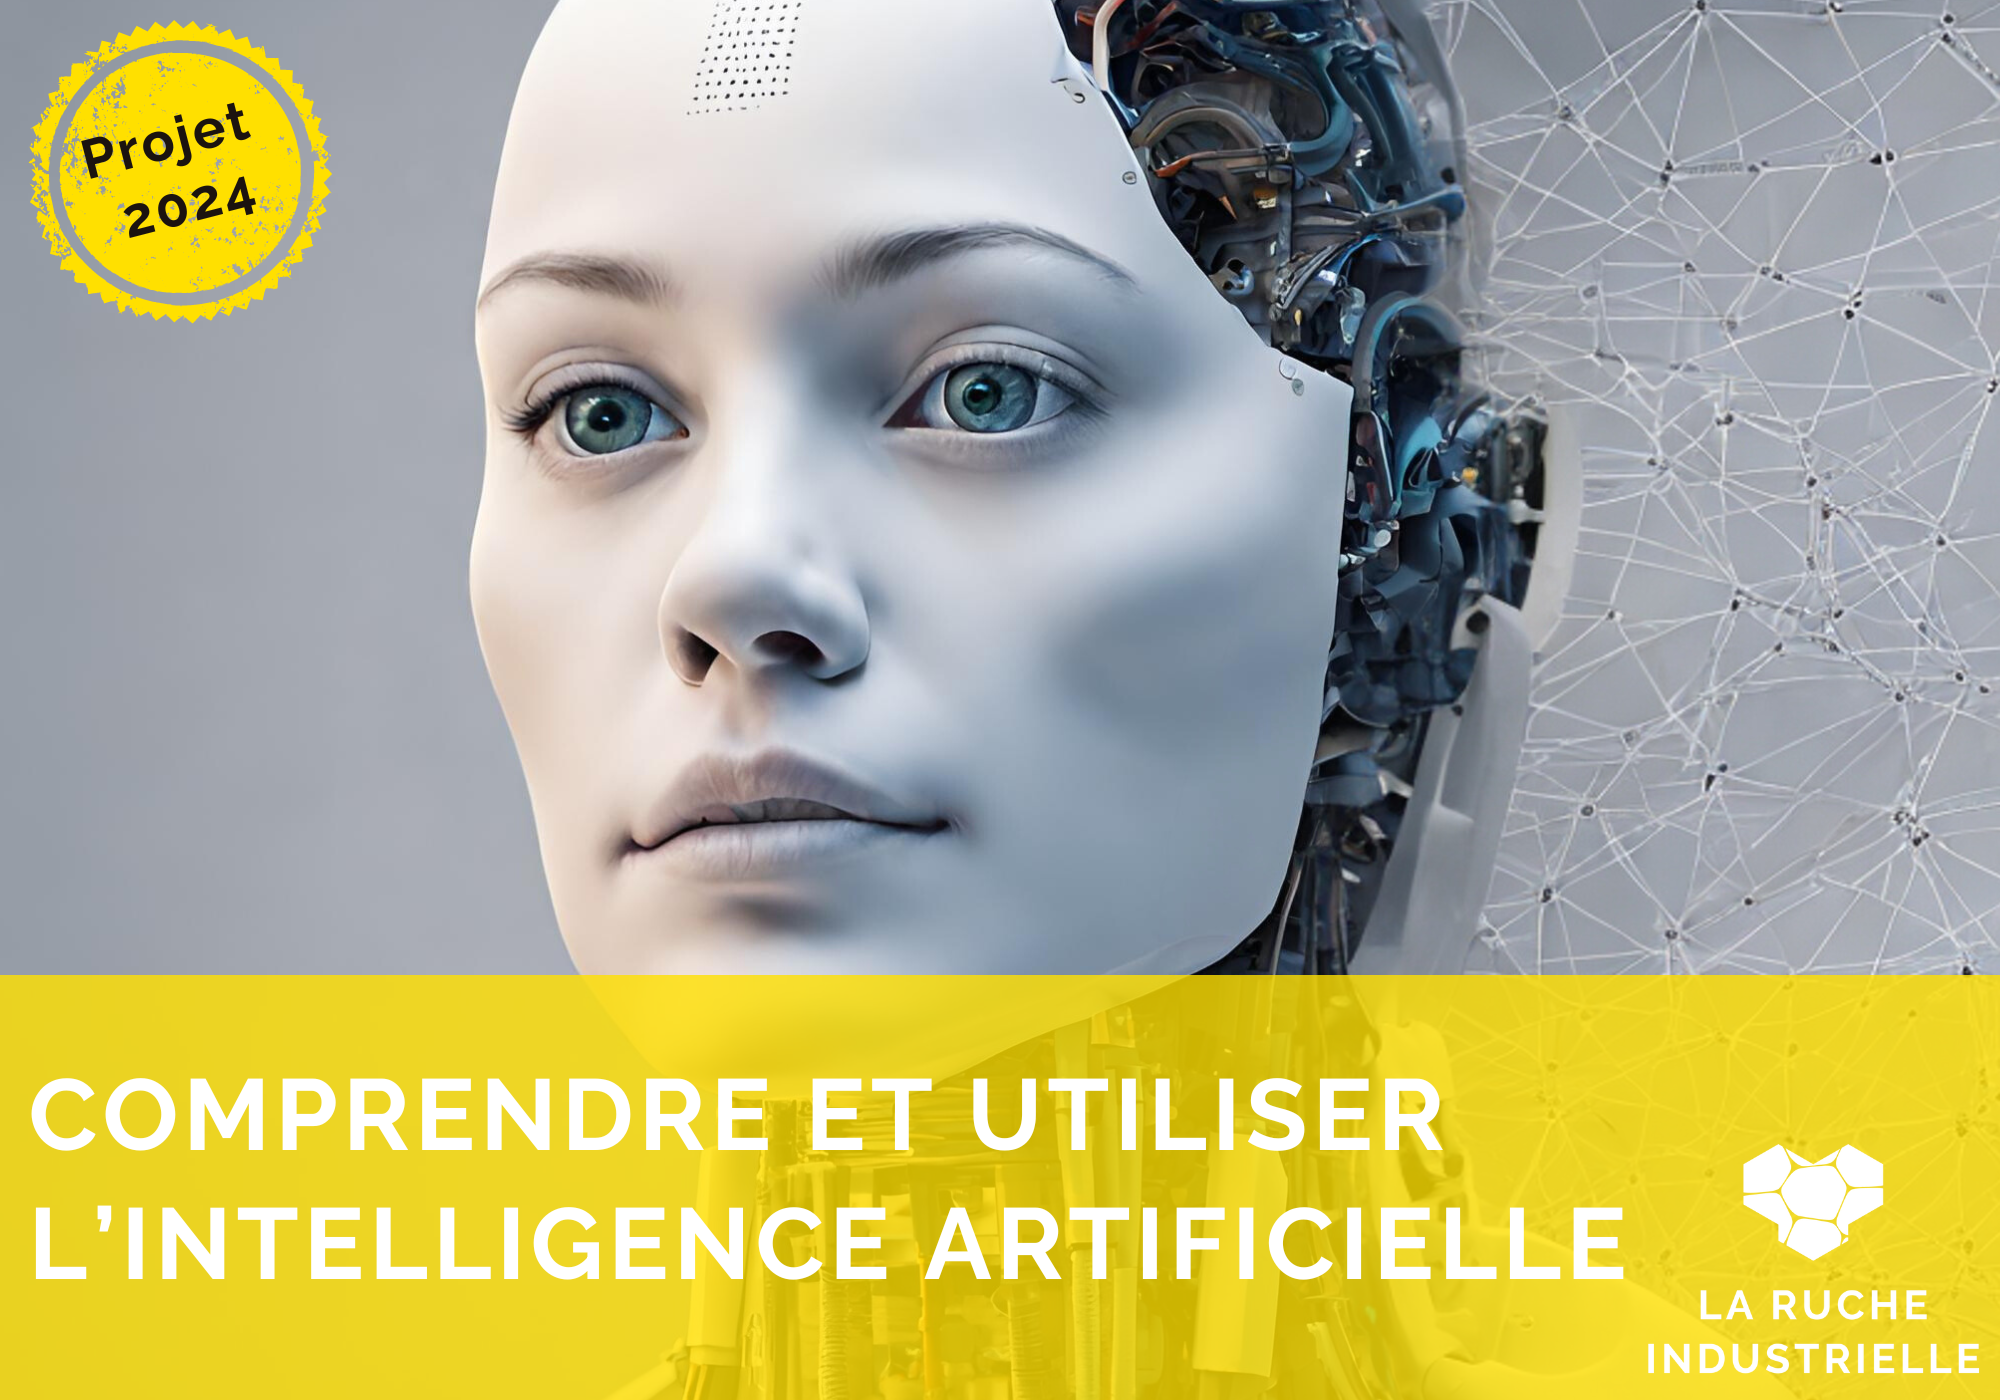 Projet
2024
COMPRENDRE ET UTILISER
L’INTELLIGENCE ARTIFICIELLE
LA RUCHE
INDUSTRIELLE